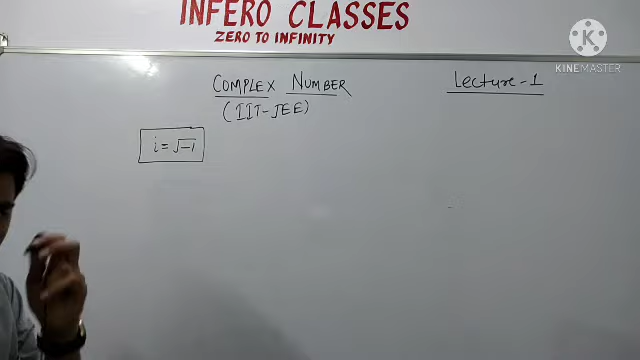 INFERO CLASSES
ZERO TO INFINITY
KINEMASTER
COMPLEX NUMBER
Lecture-1
(IIT-JEE)
i = √-1